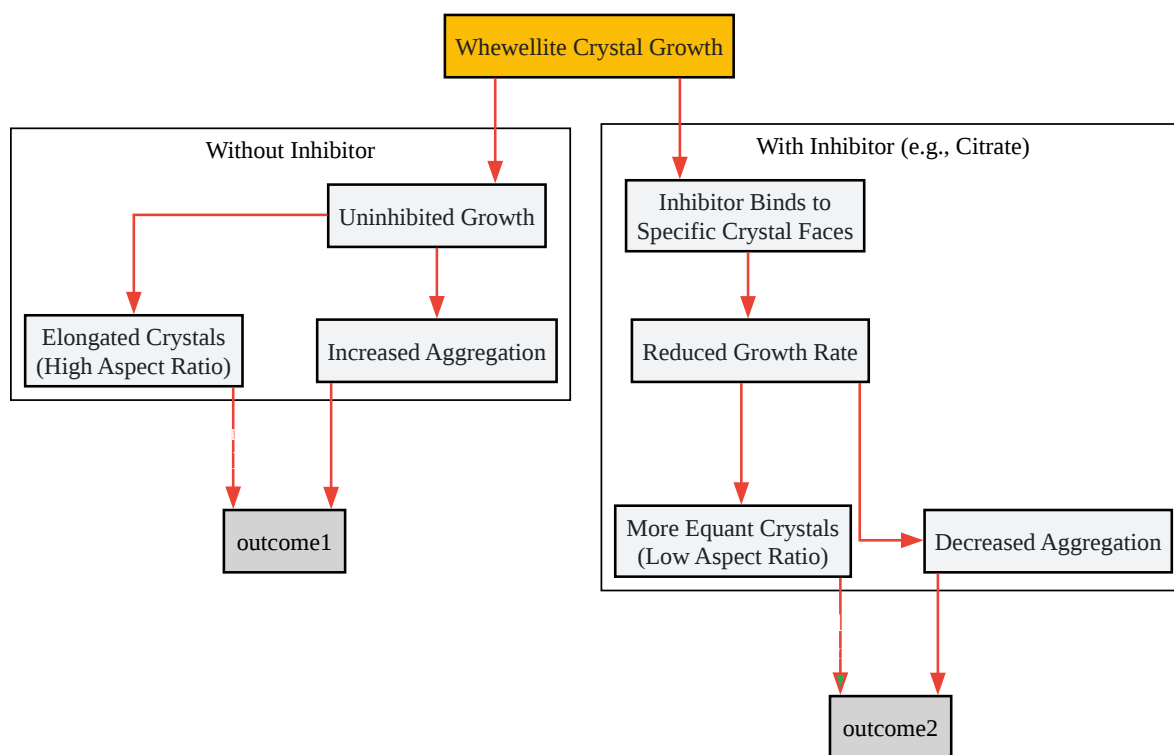 Whewellite Crystal Growth
Without Inhibitor
Uninhibited Growth
Elongated Crystals
(High Aspect Ratio)
Increased Aggregation
outcome1
With Inhibitor (e.g., Citrate)
Inhibitor Binds to
Specific Crystal Faces
Reduced Growth Rate
More Equant Crystals
(Low Aspect Ratio)
Decreased Aggregation
outcome2